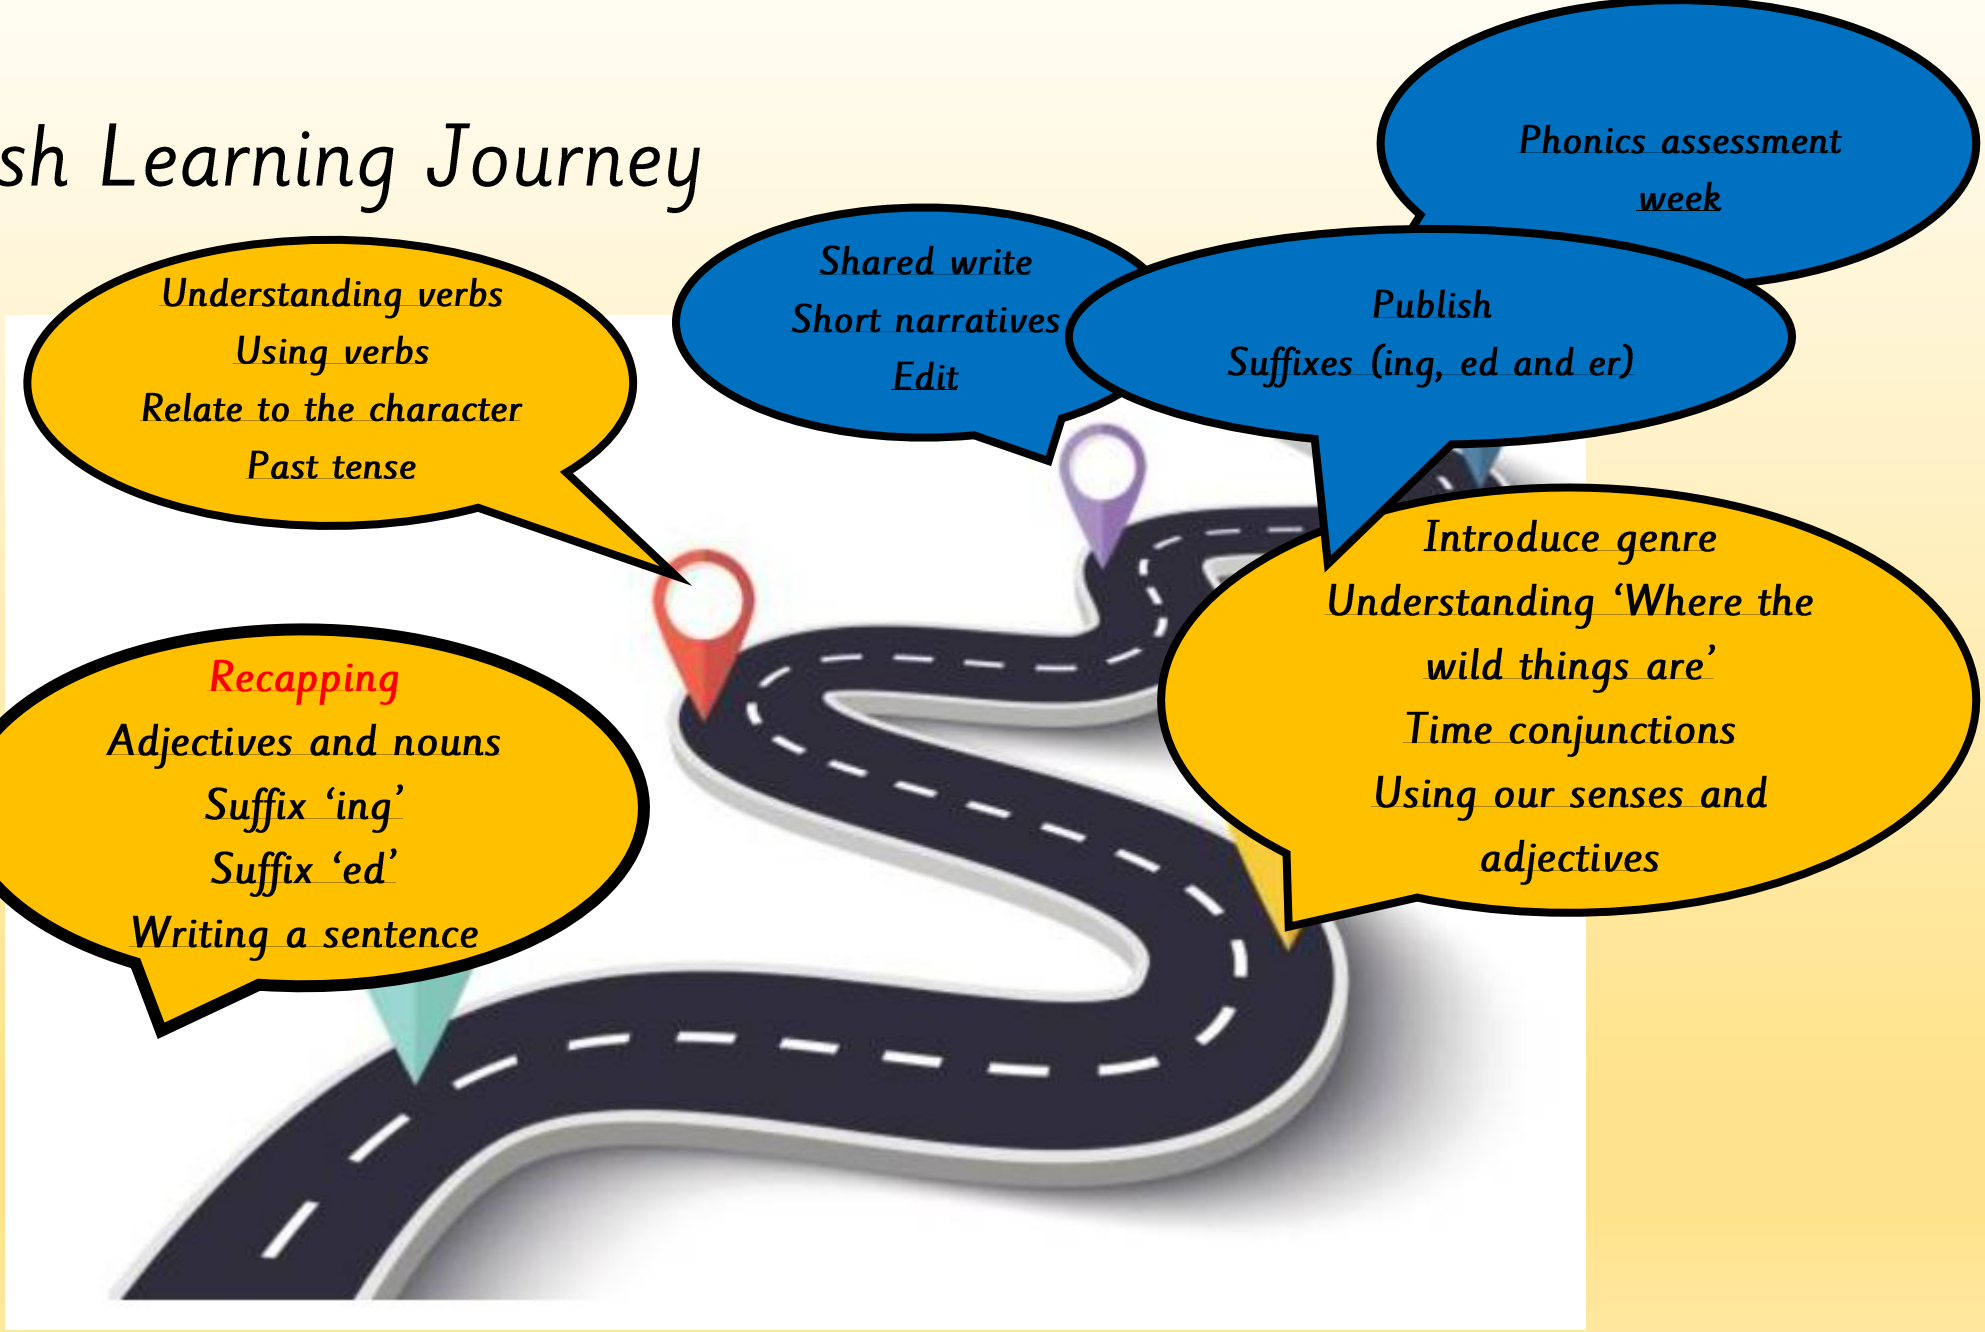 sh Learning Journey
Phonics assessment
week
Shared write
Short narratives
Edit
Publish
Suffixes (ing, ed and er)
Understanding verbs
Using verbs
Relate to the character
Past tense
Introduce genre
Understanding ‘Where the
wild things are’
Time conjunctions
Using our senses and
adjectives
Recapping
Adjectives and nouns
Suffix ‘ing’
Suffix ‘ed’
Writing a sentence